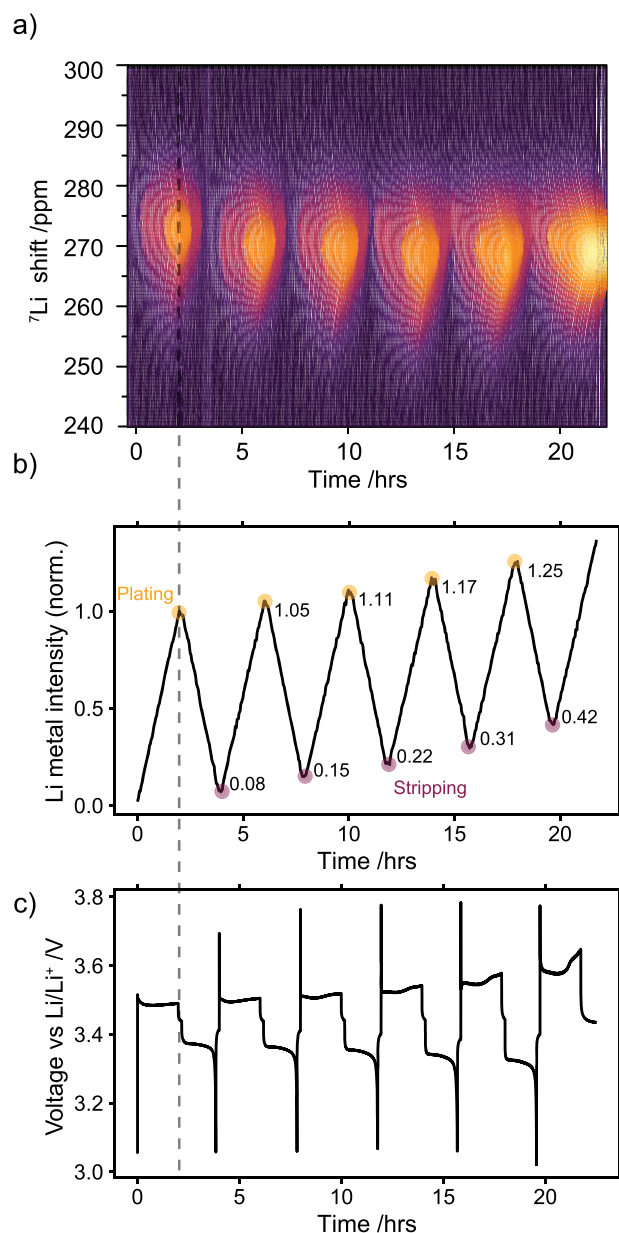 a)
300
290
280
270
260
250
240
⁷Li shift /ppm
0 5 10 15 20
Time /hrs
b)
Li metal intensity (norm.)
1.0
0.5
0.0
Plating
1.05
1.11
1.17
1.25
0.08
0.15
0.22
0.31
0.42
Stripping
0 5 10 15 20
Time /hrs
c)
Voltage vs Li/Li⁺ /V
3.8
3.6
3.4
3.2
3.0
0 5 10 15 20
Time /hrs